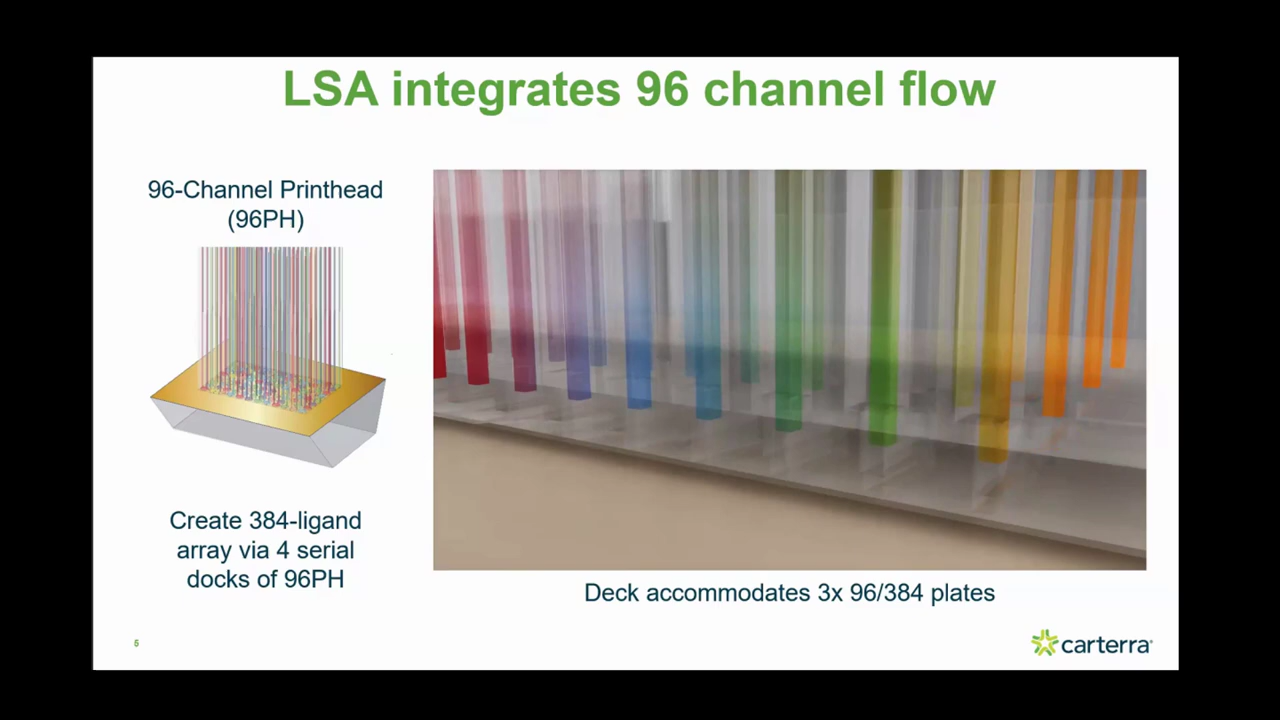 LSA integrates 96 channel flow
96-Channel Printhead
(96PH)
Create 384-ligand
array via 4 serial
docks of 96PH
Deck accommodates 3x 96/384 plates
5
carterra®